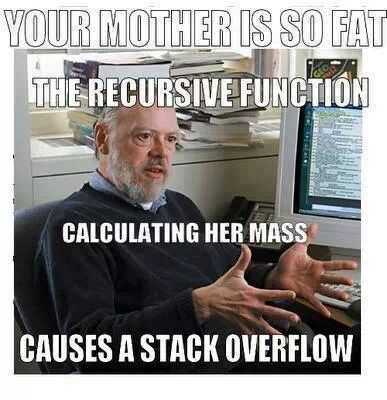 YOUR MOTHER IS SO FAT
THE RECURSIVE FUNCTION
CALCULATING HER MASS
CAUSES A STACK OVERFLOW